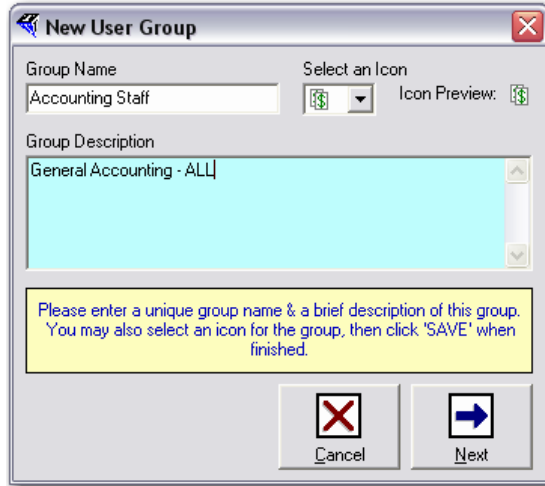 New User Group
Group Name
Select an Icon
Accounting Staff
Icon Preview:
Group Description
General Accounting - ALL
Please enter a unique group name & a brief description of this group.
You may also select an icon for the group, then click 'SAVE' when
finished.
Cancel
Next